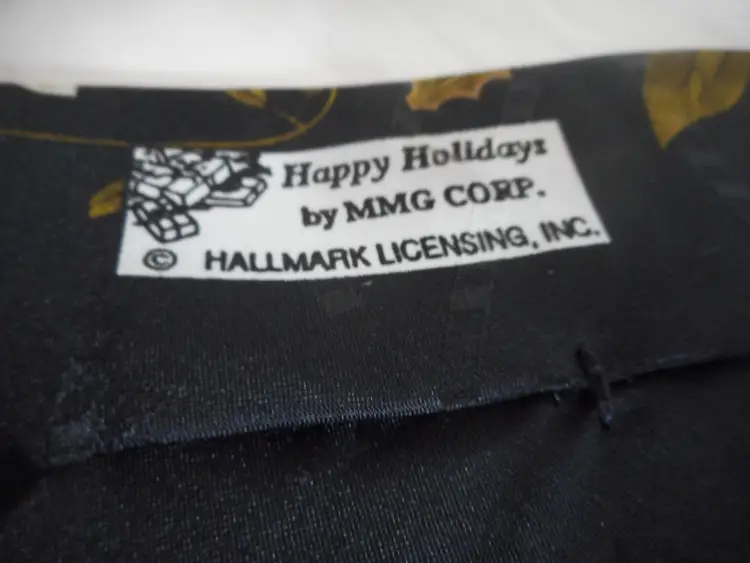 Happy Holidays
by MMG CORP.
© HALLMARK LICENSING, INC.